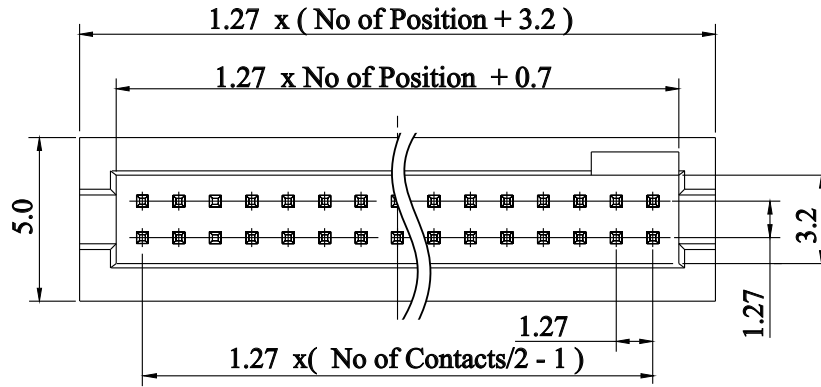 1.27 x ( No of Position + 3.2 )
1.27 x No of Position + 0.7
5.0
3.2
1.27
1.27
1.27 x( No of Contacts/2 - 1 )